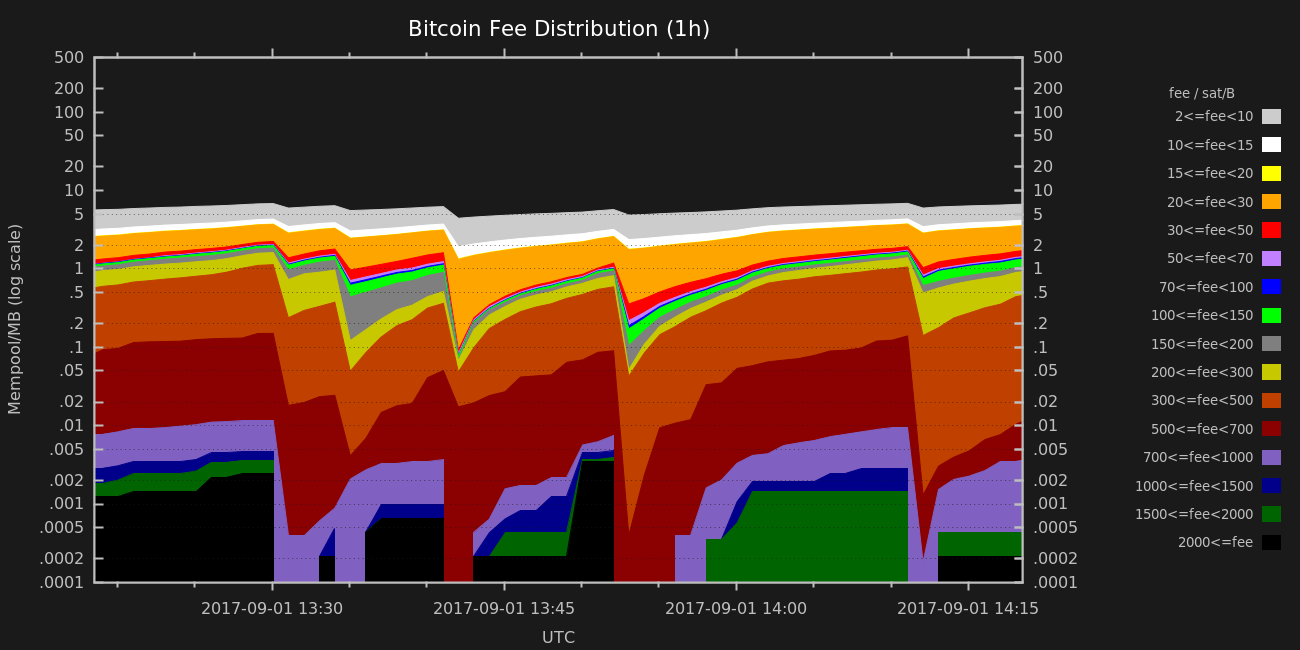 Bitcoin Fee Distribution (1h)
Mempool/MB (log scale)
500
200
100
50
20
10
5
2
1
.5
.2
.1
.05
.02
.01
.005
.002
.001
.0005
.0002
.0001
500
200
100
50
20
10
5
2
1
.5
.2
.1
.05
.02
.01
.005
.002
.001
.0005
.0002
.0001
2017-09-01 13:30
2017-09-01 13:45
2017-09-01 14:00
2017-09-01 14:15
UTC
fee / sat/B
2<=fee<10
10<=fee<15
15<=fee<20
20<=fee<30
30<=fee<50
50<=fee<70
70<=fee<100
100<=fee<150
150<=fee<200
200<=fee<300
300<=fee<500
500<=fee<700
700<=fee<1000
1000<=fee<1500
1500<=fee<2000
2000<=fee